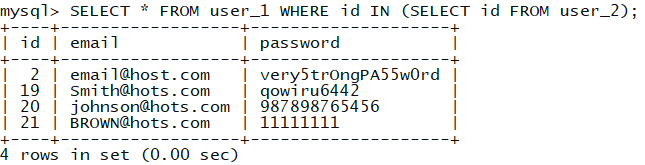 mysql> SELECT * FROM user_1 WHERE id IN (SELECT id FROM user_2);
+----+------------------+--------------------+
| id | email            | password           |
+----+------------------+--------------------+
|  2 | email@host.com   | very5trOngPA55w0rd |
| 19 | Smith@hots.com   | qowiru6442         |
| 20 | johnson@hots.com | 987898765456       |
| 21 | BROWN@hots.com   | 11111111           |
+----+------------------+--------------------+
4 rows in set (0.00 sec)